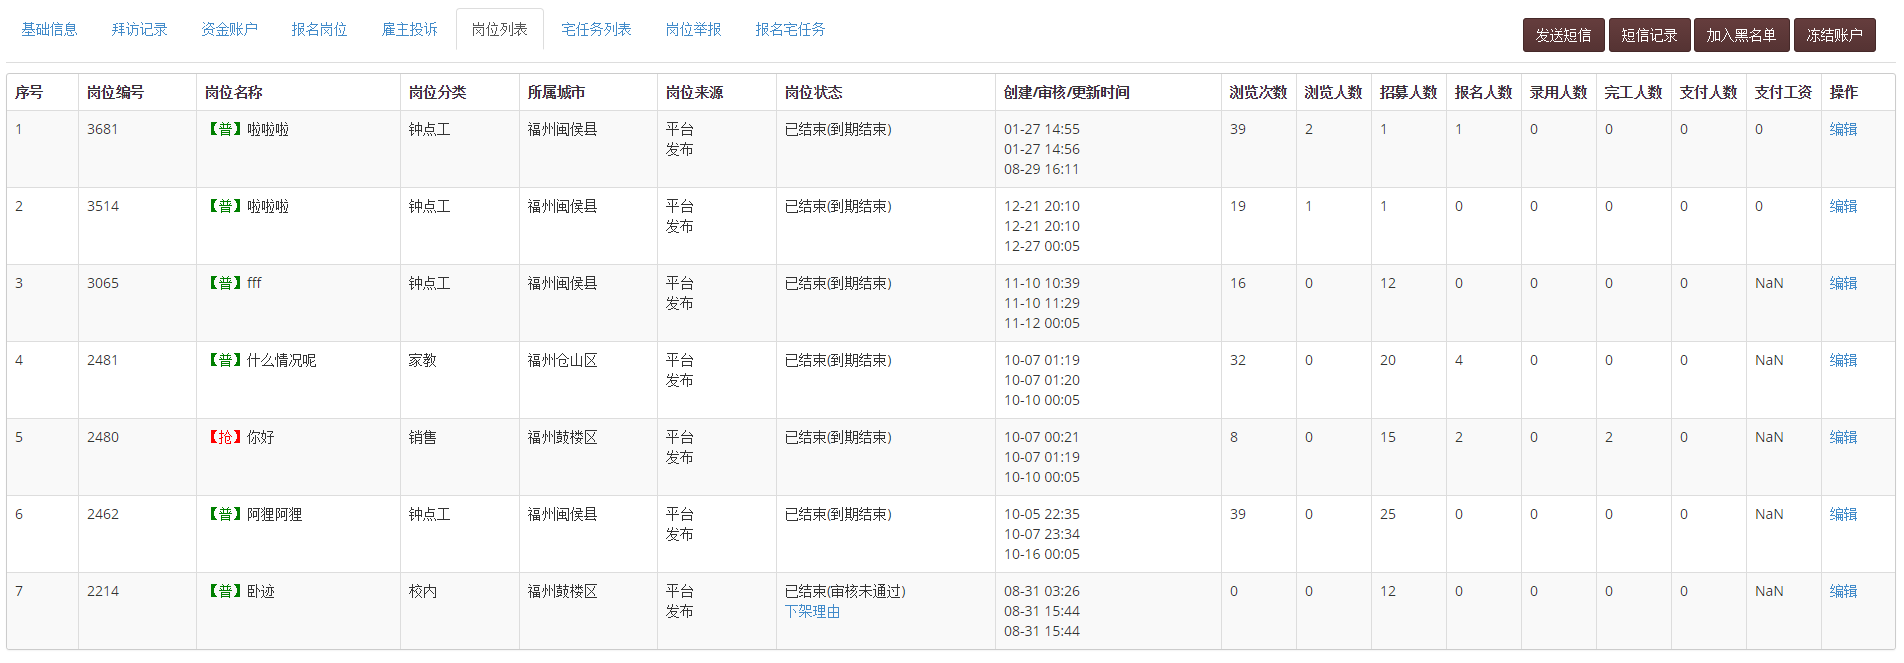 基础信息 拜访记录 资金账户 报名岗位 雇主投诉 岗位列表 宅任务列表 岗位举报 报名宅任务 发送短信 短信记录 加入黑名单 冻结账户
序号 岗位编号 岗位名称 岗位分类 所属城市 岗位来源 岗位状态 创建/审核/更新时间 浏览次数 浏览人数 招募人数 报名人数 录用人数 完工人数 支付人数 支付工资 操作
1 3681 【普】啦啦啦 钟点工 福州闽侯县 平台 已结束(到期结束) 01-27 14:55 39 2 1 1 0 0 0 0 编辑
发布 01-27 14:56
08-29 16:11
2 3514 【普】啦啦啦 钟点工 福州闽侯县 平台 已结束(到期结束) 12-21 20:10 19 1 1 0 0 0 0 0 编辑
发布 12-21 20:10
12-27 00:05
3 3065 【普】fff 钟点工 福州闽侯县 平台 已结束(到期结束) 11-10 10:39 16 0 12 0 0 0 0 NaN 编辑
发布 11-10 11:29
11-12 00:05
4 2481 【普】什么情况呢 家教 福州仓山区 平台 已结束(到期结束) 10-07 01:19 32 0 20 4 0 0 0 NaN 编辑
发布 10-07 01:20
10-10 00:05
5 2480 【抢】你好 销售 福州鼓楼区 平台 已结束(到期结束) 10-07 00:21 8 0 15 2 0 2 0 NaN 编辑
发布 10-07 01:19
10-10 00:05
6 2462 【普】阿狸阿狸 钟点工 福州闽侯县 平台 已结束(到期结束) 10-05 22:35 39 0 25 0 0 0 0 NaN 编辑
发布 10-07 23:34
10-16 00:05
7 2214 【普】卧迹 校内 福州鼓楼区 平台 已结束(审核未通过) 08-31 03:26 0 0 12 0 0 0 0 NaN 编辑
发布 下架理由 08-31 15:44
08-31 15:44